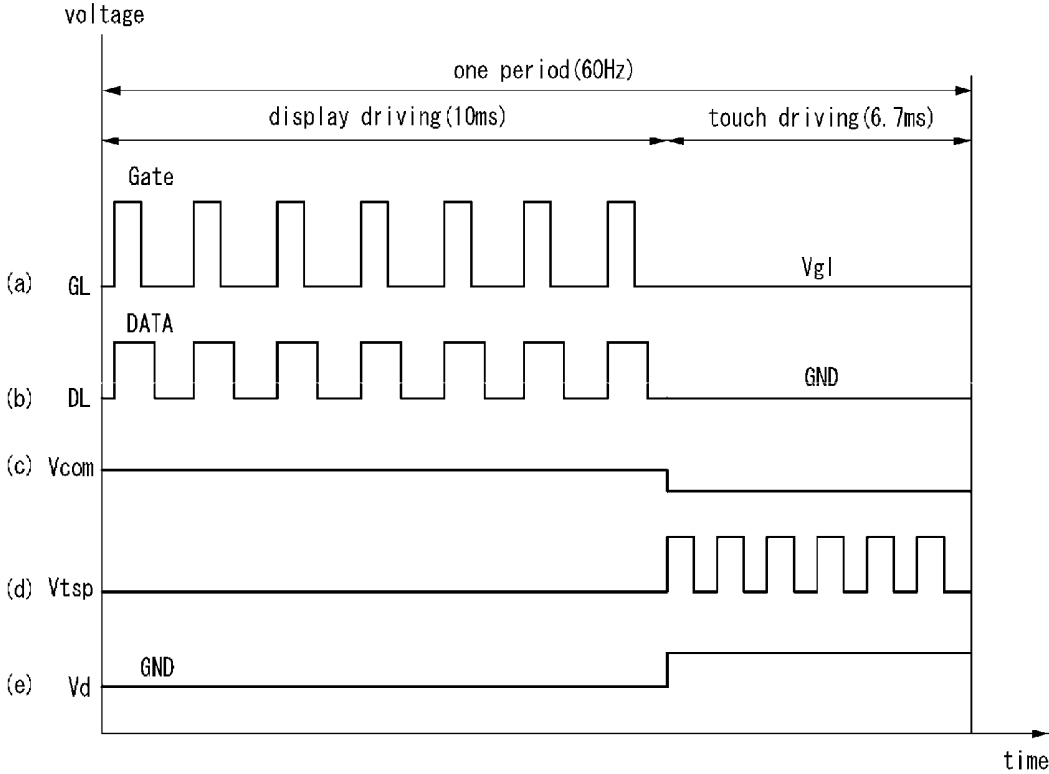 voltage
one period(60Hz)
display driving(10ms)
touch driving(6.7ms)
Gate
Vgl
(a) GL
DATA
GND
(b) DL
(c) Vcom
(d) Vtsp
GND
(e) Vd
time